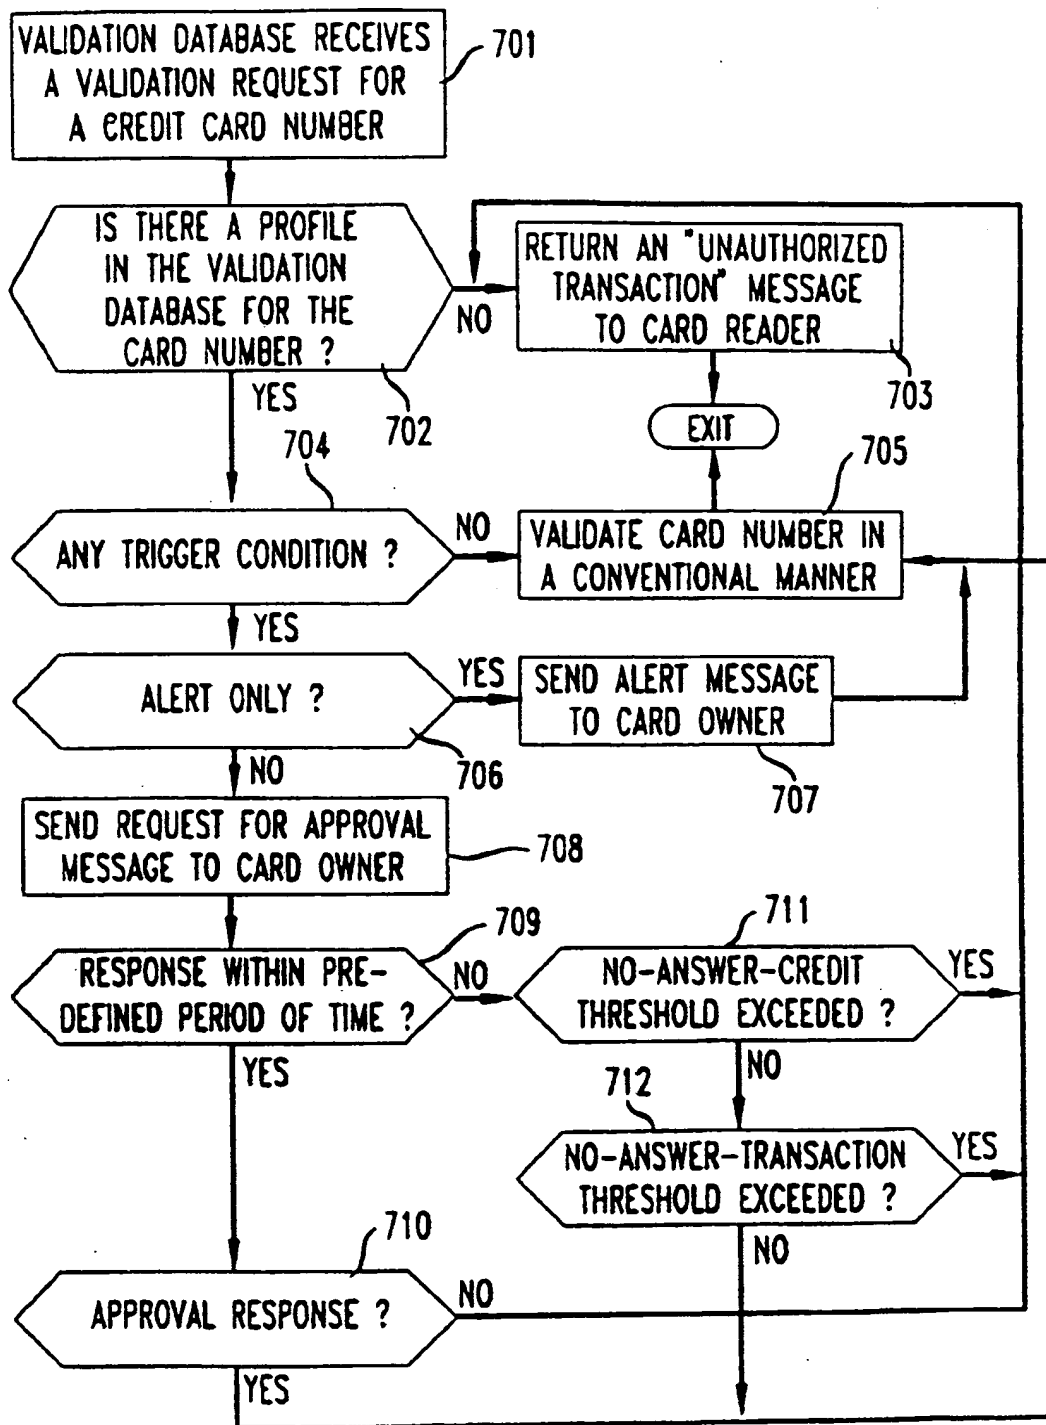 VALIDATION DATABASE RECEIVES
A VALIDATION REQUEST FOR
A CREDIT CARD NUMBER
701
IS THERE A PROFILE
IN THE VALIDATION
DATABASE FOR THE
CARD NUMBER ?
NO
RETURN AN "UNAUTHORIZED
TRANSACTION" MESSAGE
TO CARD READER
703
YES
702
EXIT
704
705
ANY TRIGGER CONDITION ?
NO
VALIDATE CARD NUMBER IN
A CONVENTIONAL MANNER
YES
ALERT ONLY ?
YES
SEND ALERT MESSAGE
TO CARD OWNER
706
707
NO
SEND REQUEST FOR APPROVAL
MESSAGE TO CARD OWNER
708
709
711
RESPONSE WITHIN PRE-
DEFINED PERIOD OF TIME ?
NO
NO-ANSWER-CREDIT
THRESHOLD EXCEEDED ?
YES
YES
NO
712
NO-ANSWER-TRANSACTION
THRESHOLD EXCEEDED ?
YES
NO
710
APPROVAL RESPONSE ?
NO
YES